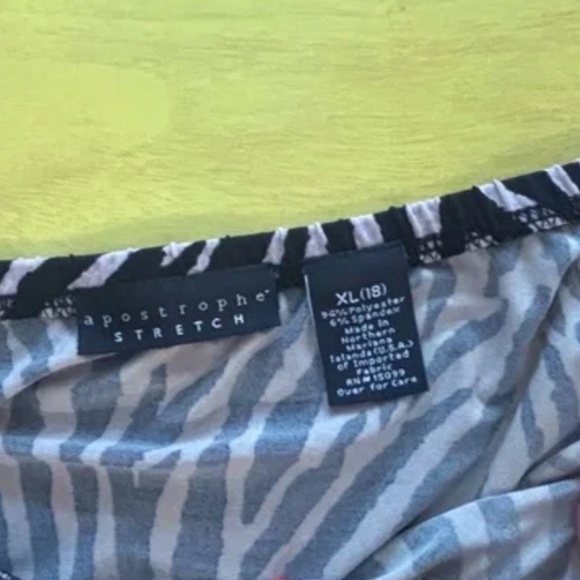 apostrophe
STRETCH
XL(18)
94% Polyester
6% Spandex
Made in
Northern
Mariana
Islands(U.S.A.)
of Imported
Fabric
RN#15099
Over for Care